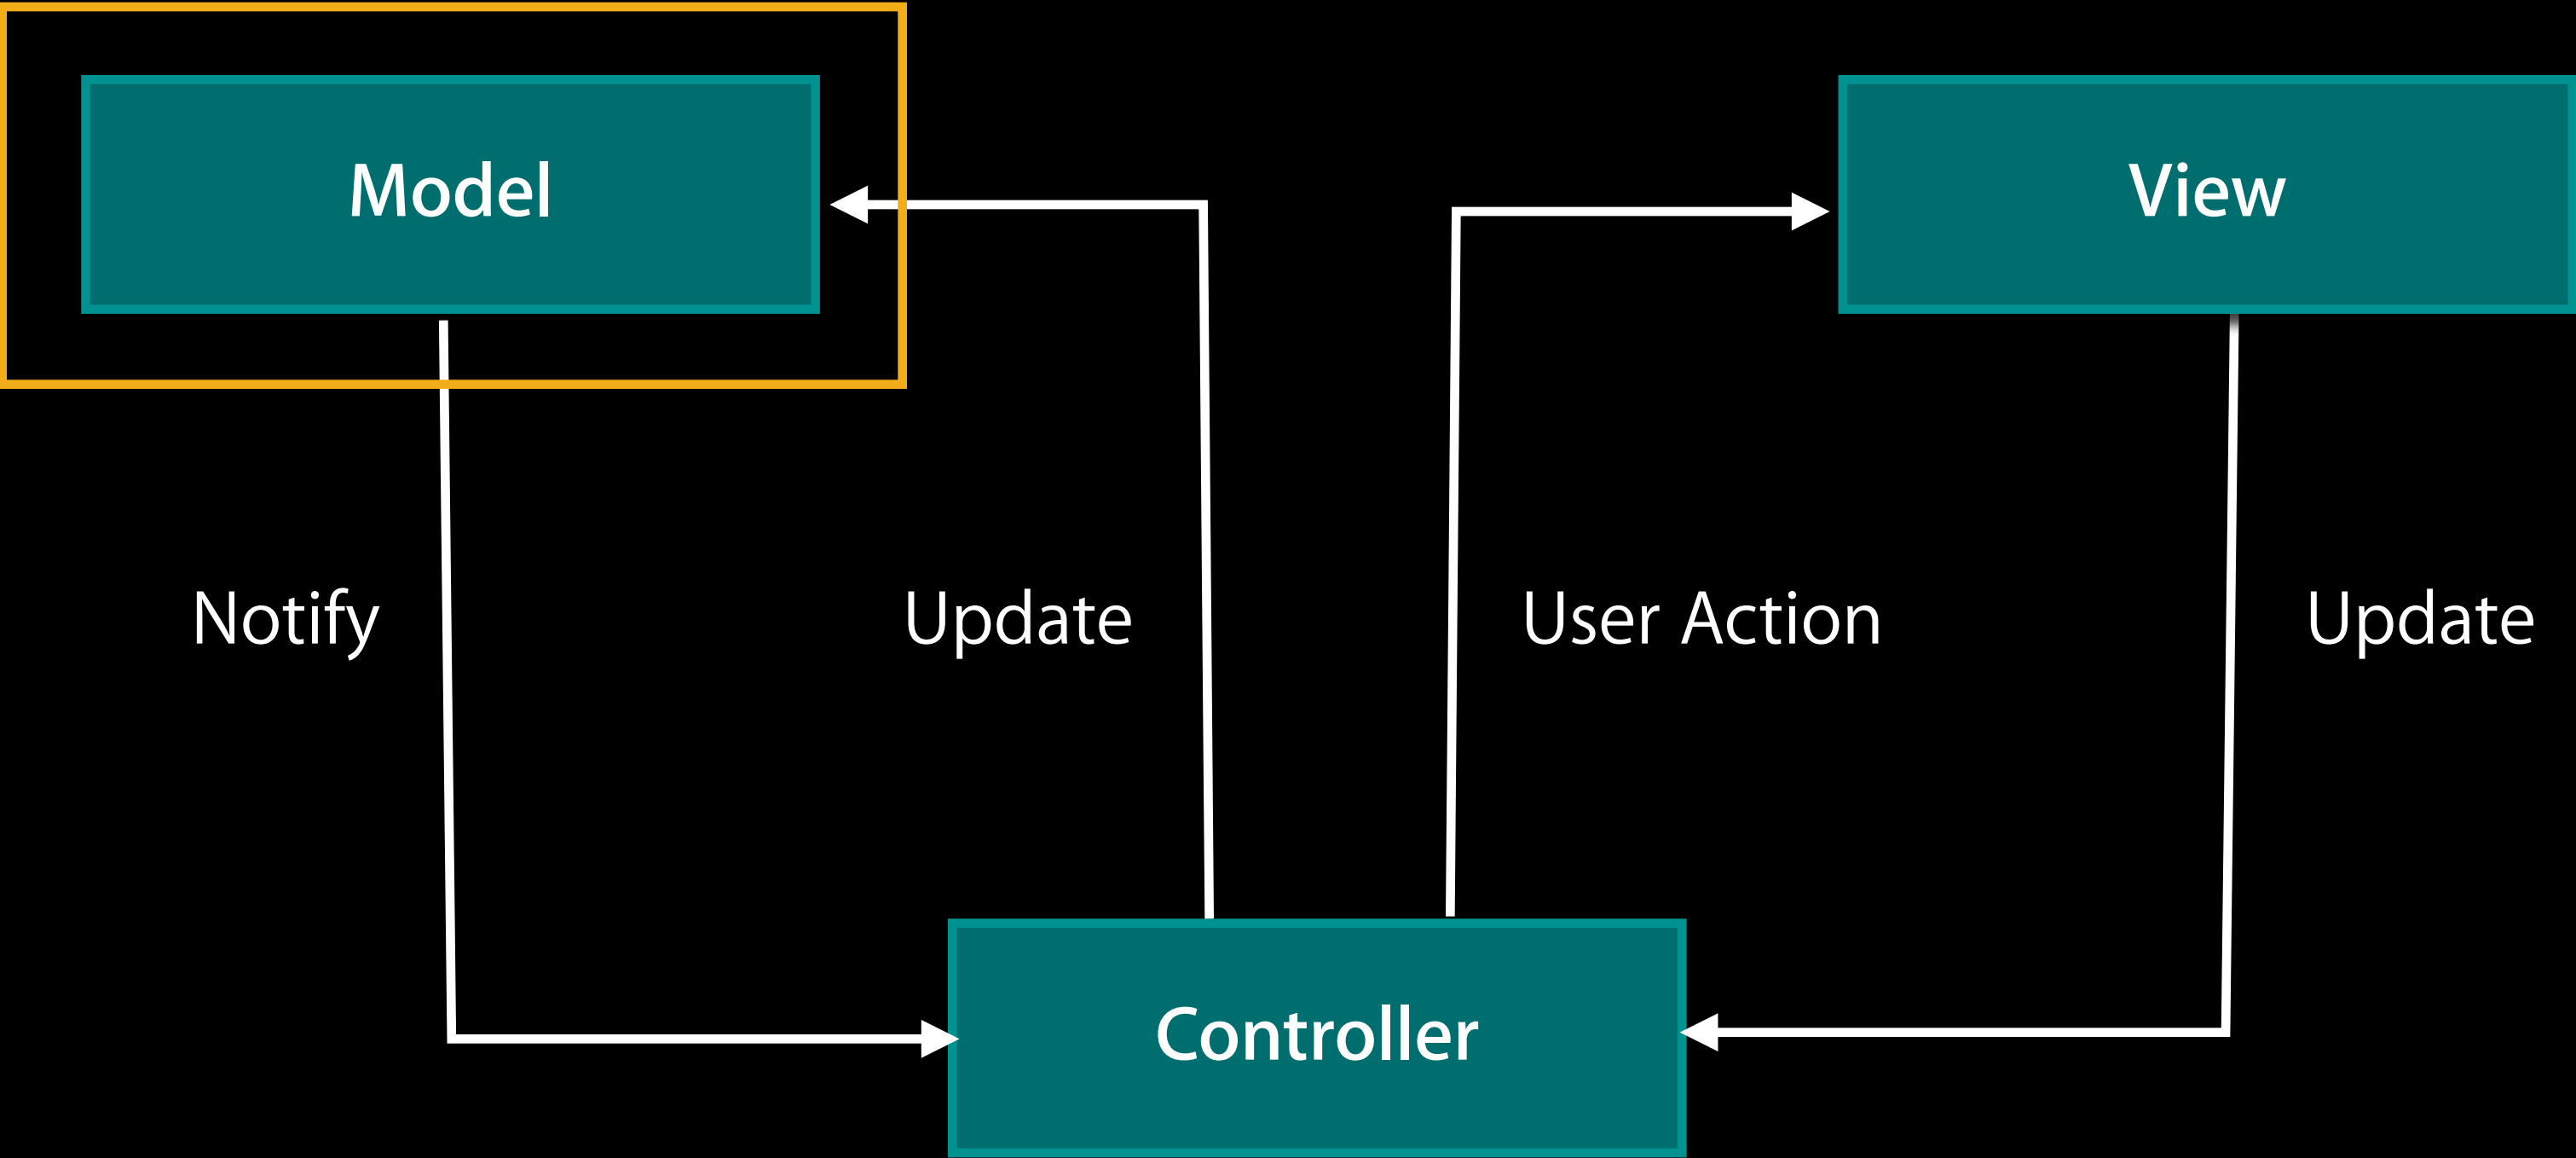 Model
View
Notify
Update
User Action
Update
Controller